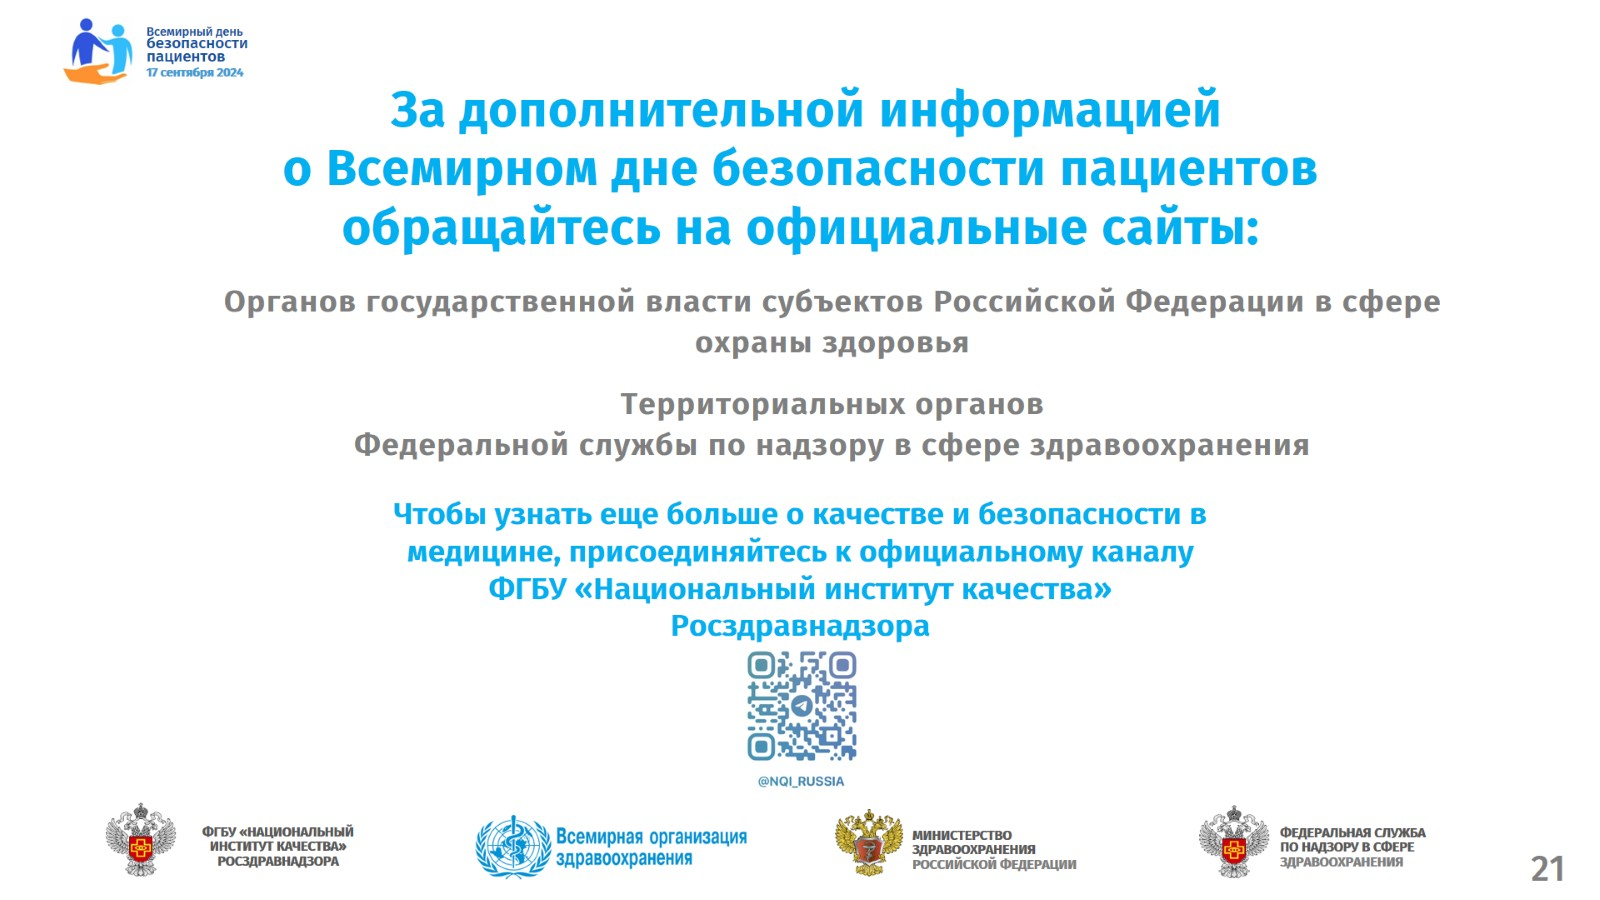 Всемирный день
безопасности
пациентов
17 сентября 2024
За дополнительной информацией
о Всемирном дне безопасности пациентов
обращайтесь на официальные сайты:
Органов государственной власти субъектов Российской Федерации в сфере
охраны здоровья
Территориальных органов
Федеральной службы по надзору в сфере здравоохранения
Чтобы узнать еще больше о качестве и безопасности в
медицине, присоединяйтесь к официальному каналу
ФГБУ «Национальный институт качества»
Росздравнадзора
@NQI_RUSSIA
ФГБУ «НАЦИОНАЛЬНЫЙ
ИНСТИТУТ КАЧЕСТВА»
РОСЗДРАВНАДЗОРА
Всемирная организация
здравоохранения
МИНИСТЕРСТВО
ЗДРАВООХРАНЕНИЯ
РОССИЙСКОЙ ФЕДЕРАЦИИ
ФЕДЕРАЛЬНАЯ СЛУЖБА
ПО НАДЗОРУ В СФЕРЕ
ЗДРАВООХРАНЕНИЯ
21